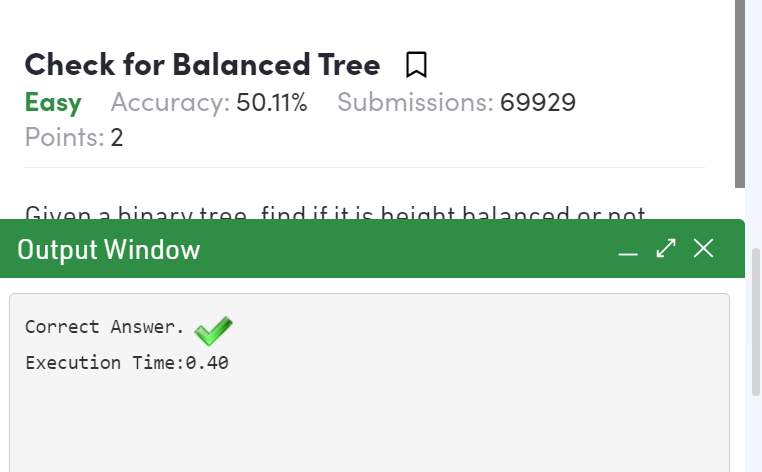 Check for Balanced Tree
Easy Accuracy: 50.11% Submissions: 69929
Points: 2
Given a binary tree, find if it is height balanced or not.
Output Window
Correct Answer.
Execution Time:0.40